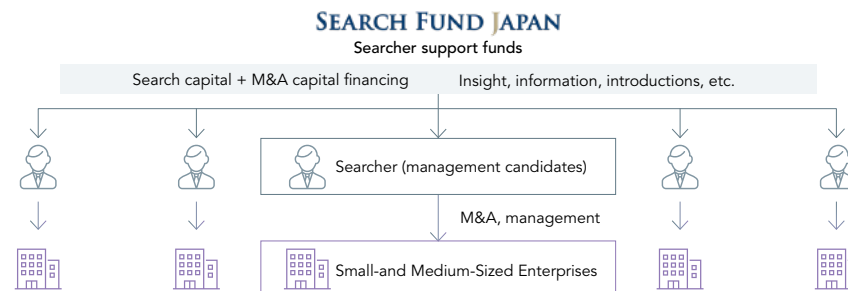 SEARCH FUND JAPAN
Searcher support funds
Search capital + M&A capital financing
Insight, information, introductions, etc.
Searcher (management candidates)
M&A, management
Small-and Medium-Sized Enterprises